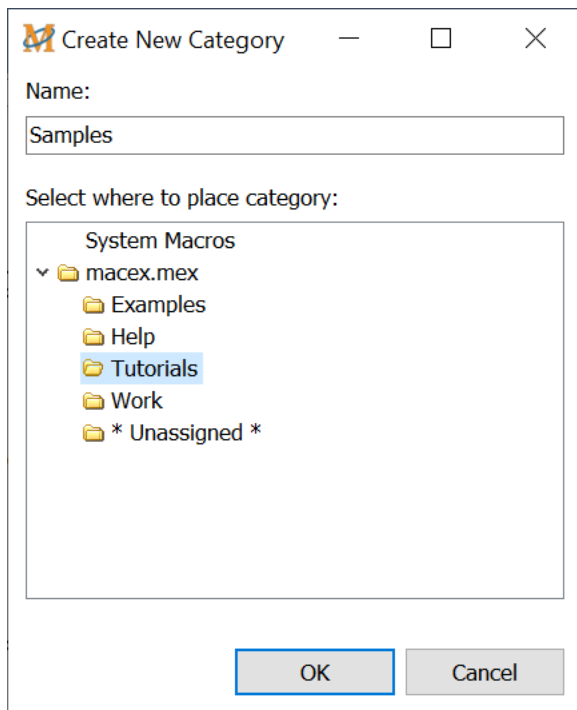 Create New Category
Name:
Samples
Select where to place category:
System Macros
macex.mex
Examples
Help
Tutorials
Work
* Unassigned *
OK
Cancel